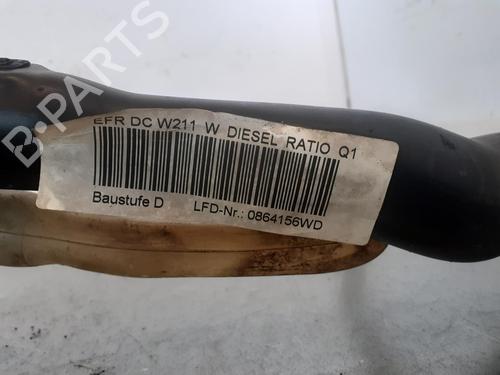 EFR DC W211 W DIESEL RATIO Q1
Baustufe D LFD-Nr.: 0864156WD
B-PARTS